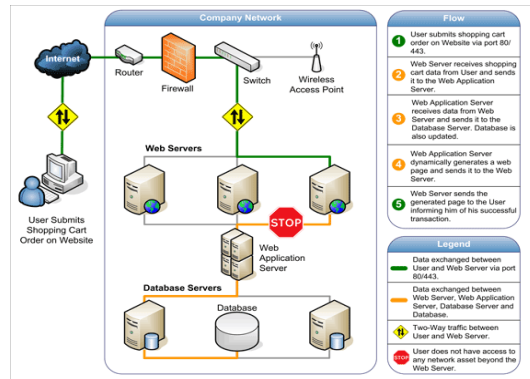 Company Network
Internet
Router
Firewall
Switch
Wireless
Access Point
Web Servers
User Submits
Shopping Cart
Order on Website
STOP
Web
Application
Server
Database Servers
Database
Flow
1 User submits shopping cart
order on Website via port 80/
443.
2 Web Server receives shopping
cart data from User and sends
it to the Web Application
Server.
3 Web Application Server
receives data from Web
Server and sends it to the
Database Server. Database is
also updated.
4 Web Application Server
dynamically generates a web
page and sends it to the Web
Server.
5 Web Server sends the
generated page to the User
informing him of his successful
transaction.
Legend
Data exchanged between
User and Web Server via port
80/443.
Data exchanged between
Web Server, Web Application
Server, Database Server and
Database.
Two-Way traffic between
User and Web Server.
STOP User does not have access to
any network asset beyond the
Web Server.